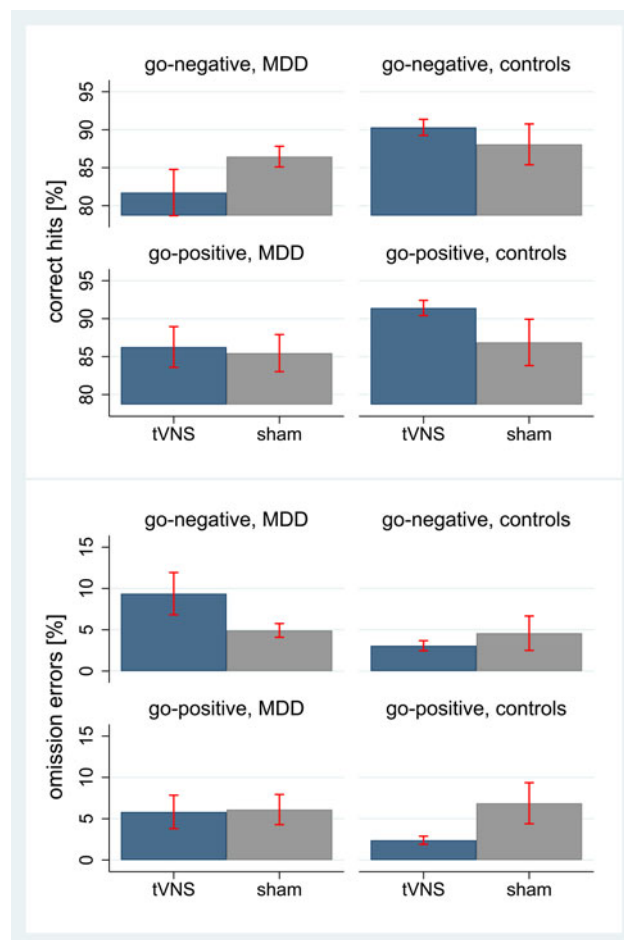 go-negative, MDD
go-negative, controls
95
90
85
80
go-positive, MDD
go-positive, controls
95
90
85
80
correct hits [%]
tVNS
sham
tVNS
sham
go-negative, MDD
go-negative, controls
15
10
5
0
go-positive, MDD
go-positive, controls
15
10
5
0
omission errors [%]
tVNS
sham
tVNS
sham